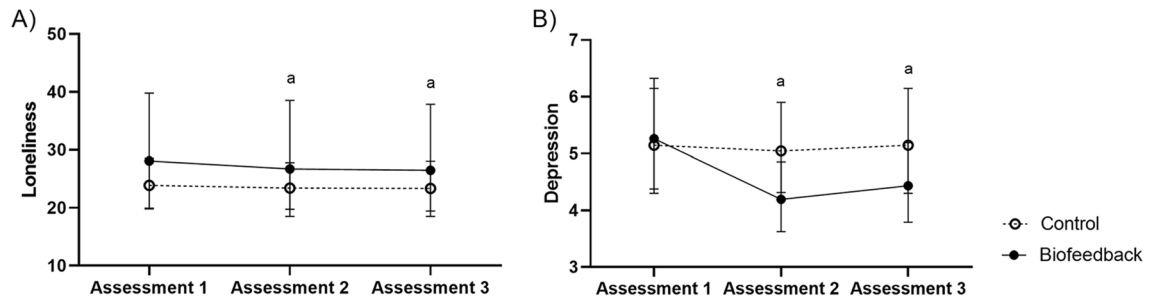 A)
50
40
30
20
10
Loneliness
a
a
Assessment 1 Assessment 2 Assessment 3
B)
7
6
5
4
3
Depression
a
a
Assessment 1 Assessment 2 Assessment 3
Control
Biofeedback